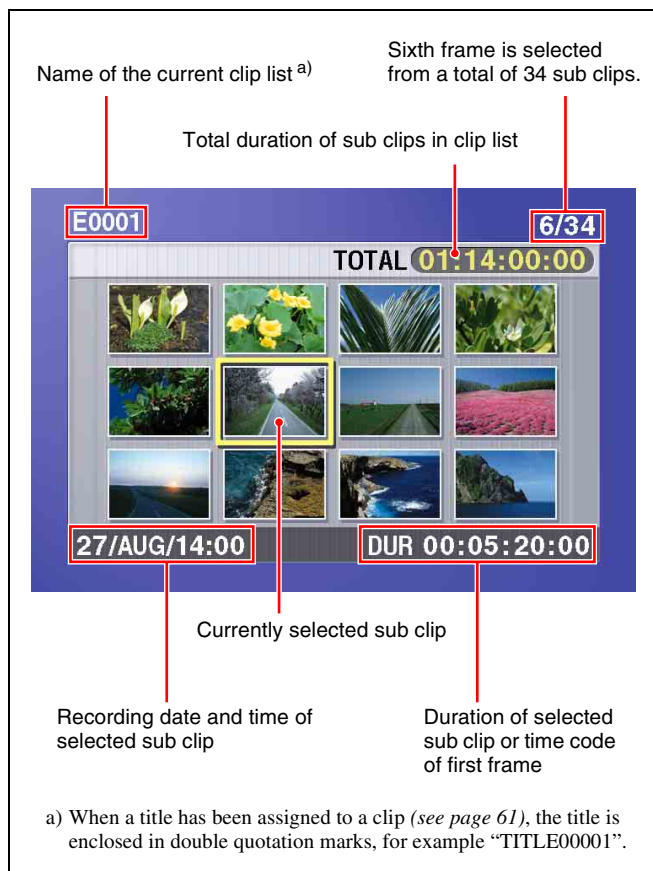 Name of the current clip list a)
Sixth frame is selected
from a total of 34 sub clips.
Total duration of sub clips in clip list
E0001
6/34
TOTAL 01:14:00:00
27/AUG/14:00
DUR 00:05:20:00
Currently selected sub clip
Recording date and time of
selected sub clip
Duration of selected
sub clip or time code
of first frame
a) When a title has been assigned to a clip (see page 61), the title is
enclosed in double quotation marks, for example “TITLE00001”.